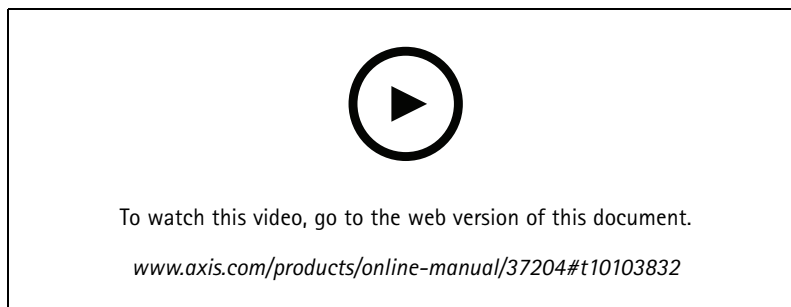 To watch this video, go to the web version of this document.
www.axis.com/products/online-manual/37204#t10103832